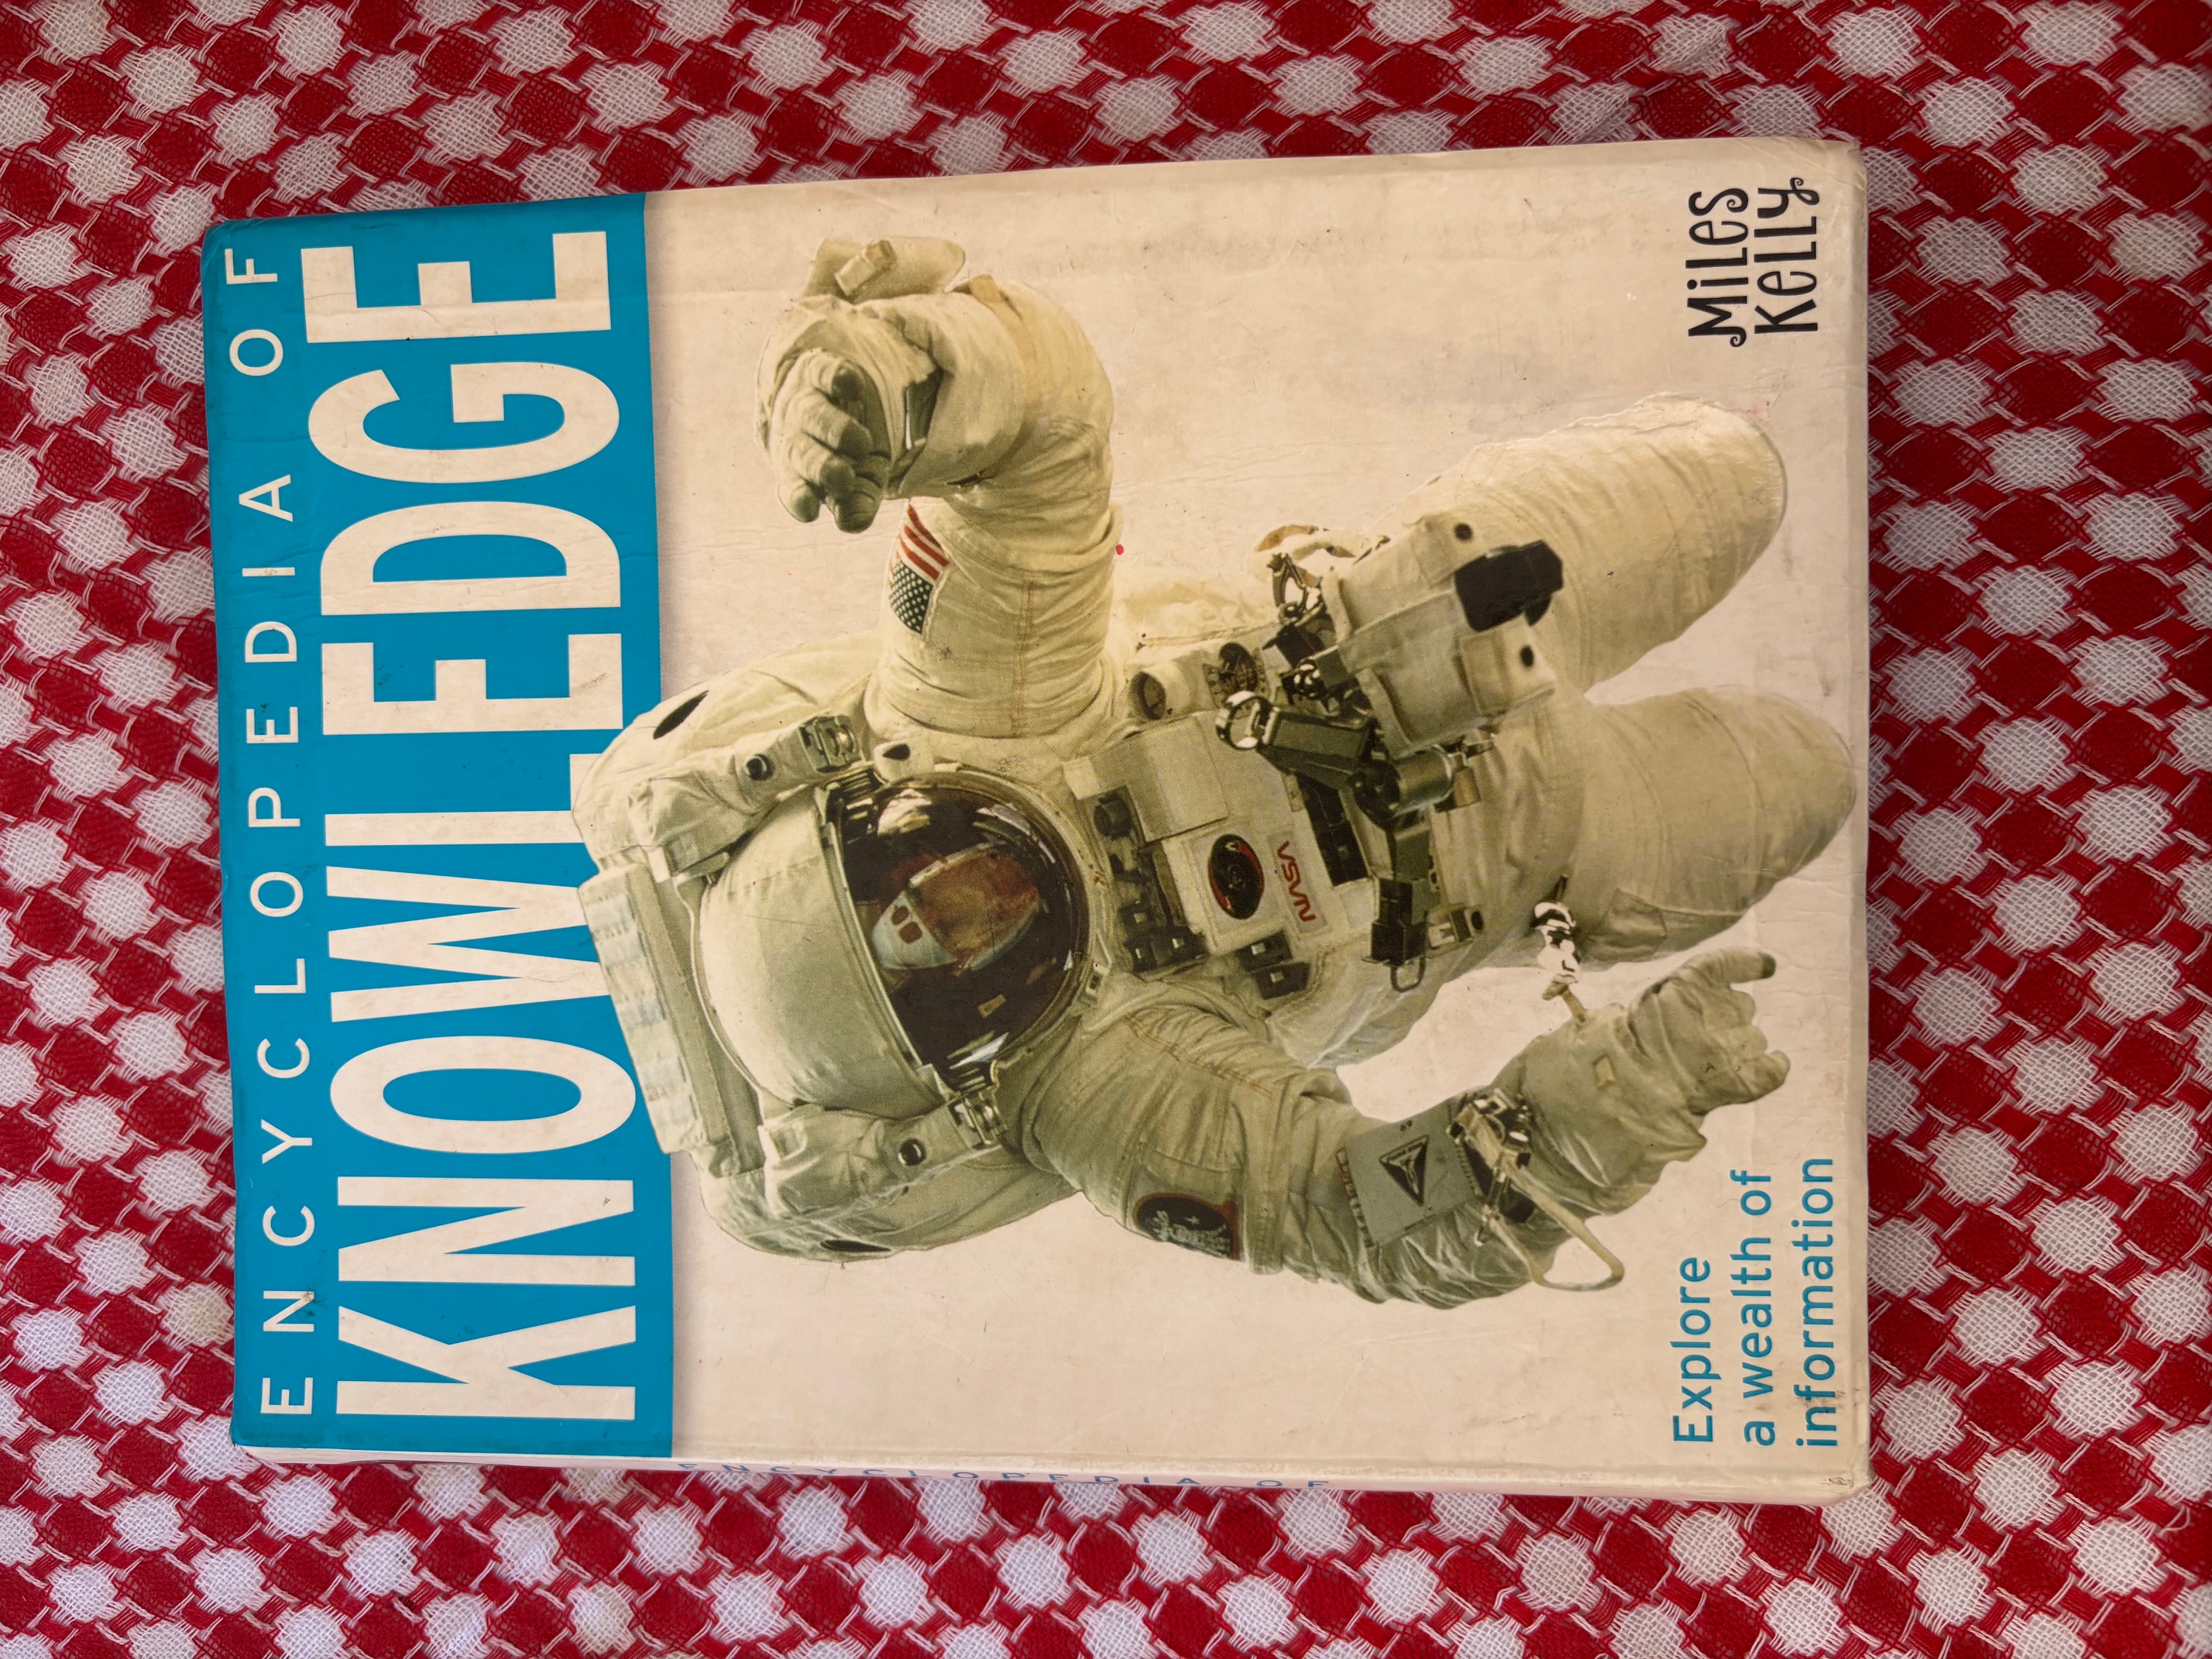 ENCYCLOPEDIA OF
KNOWLEDGE
NASA
Explore
a wealth of
information
MiLES
KELLY
ENCYCLOPEDIA OF